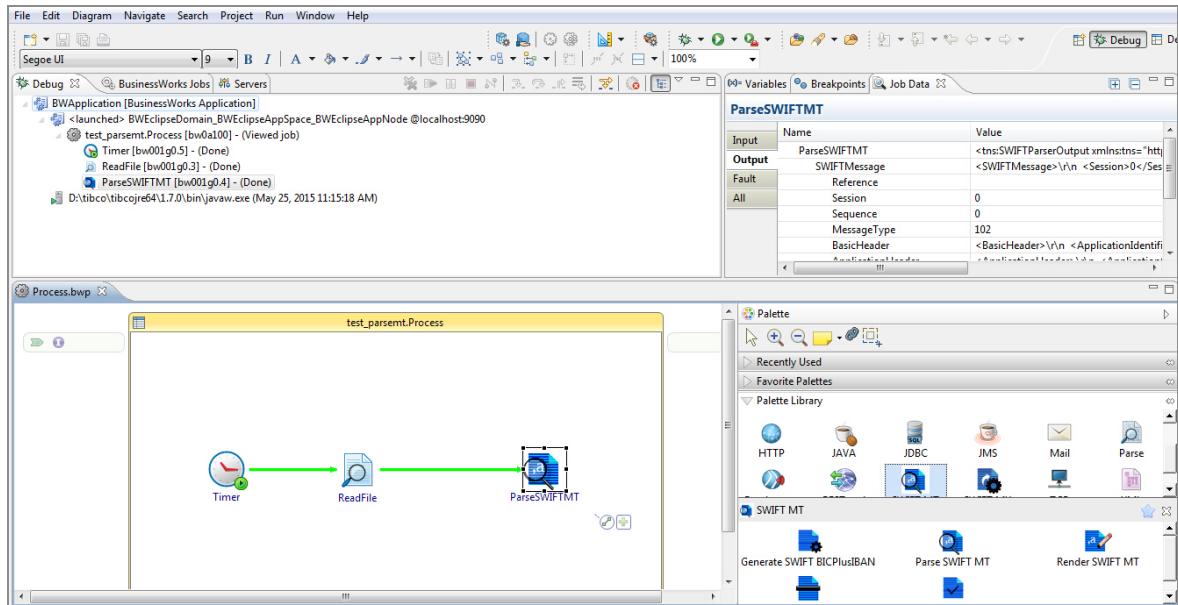 File Edit Diagram Navigate Search Project Run Window Help
Debug De
Segoe UI 9 B I A 100%
Debug BusinessWorks Jobs Servers
BWApplication [BusinessWorks Application]
<launched> BWEclipseDomain_BWEclipseAppSpace_BWEclipseAppNode @localhost:9090
test_parsemt.Process [bw0a100] - (Viewed job)
Timer [bw001g0.5] - (Done)
ReadFile [bw001g0.3] - (Done)
ParseSWIFTMT [bw001g0.4] - (Done)
D:\tibco\tibcojre64\1.7.0\bin\javaw.exe (May 25, 2015 11:15:18 AM)
(x)= Variables Breakpoints Job Data
ParseSWIFTMT
Input
Output
Fault
All
Name Value
ParseSWIFTMT <tns:SWIFTParserOutput xmlns:tns="http
SWIFTMessage <SWIFTMessage>\r\n <Session>0</Ses
Reference
Session 0
Sequence 0
MessageType 102
BasicHeader <BasicHeader>\r\n <ApplicationIdentifi
ApplicationHeader <ApplicationHeader>\r\n <Application
Process.bwp
test_parsemt.Process
Timer
ReadFile
ParseSWIFTMT
Palette
Recently Used
Favorite Palettes
Palette Library
HTTP JAVA JDBC JMS Mail Parse
SWIFT MT
Generate SWIFT BICPlusIBAN Parse SWIFT MT Render SWIFT MT